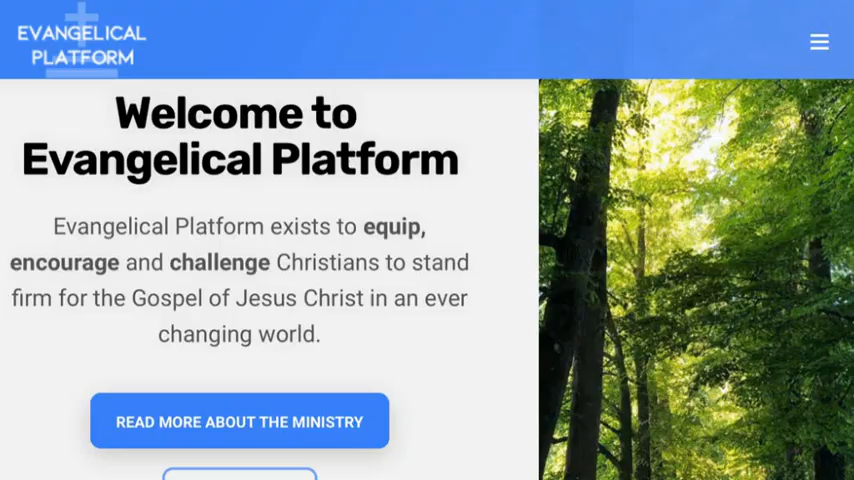 EVANGELICAL
PLATFORM
Welcome to
Evangelical Platform
Evangelical Platform exists to equip,
encourage and challenge Christians to stand
firm for the Gospel of Jesus Christ in an ever
changing world.
READ MORE ABOUT THE MINISTRY